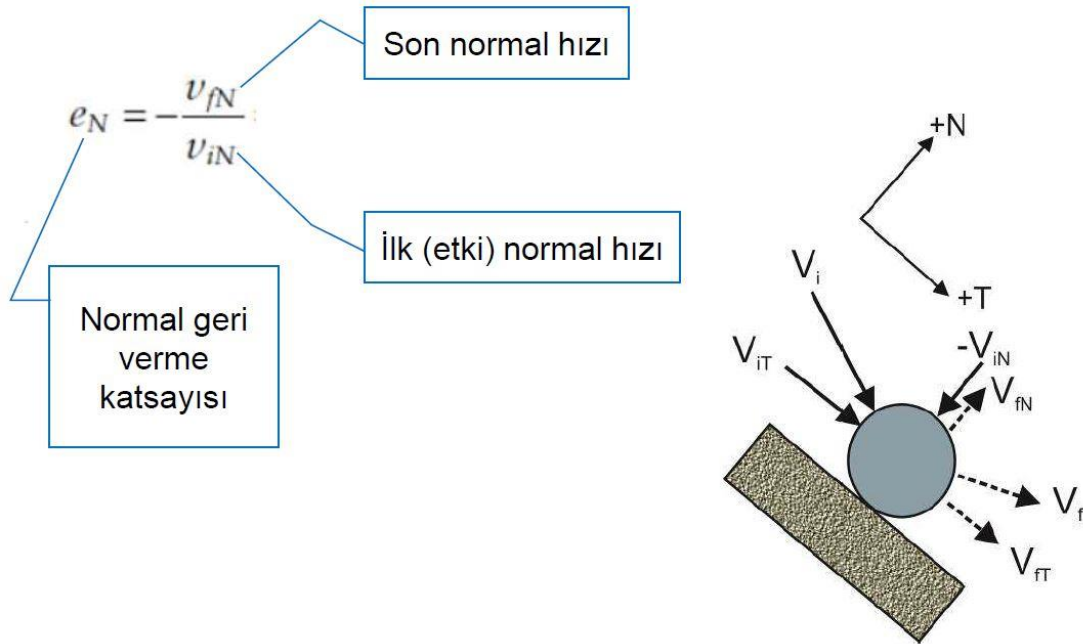 Son normal hızı
e_N = - v_fN / v_iN
İlk (etki) normal hızı
Normal geri
verme
katsayısı
+N
+T
V_i
V_iT
-V_iN
V_fN
V_f
V_fT